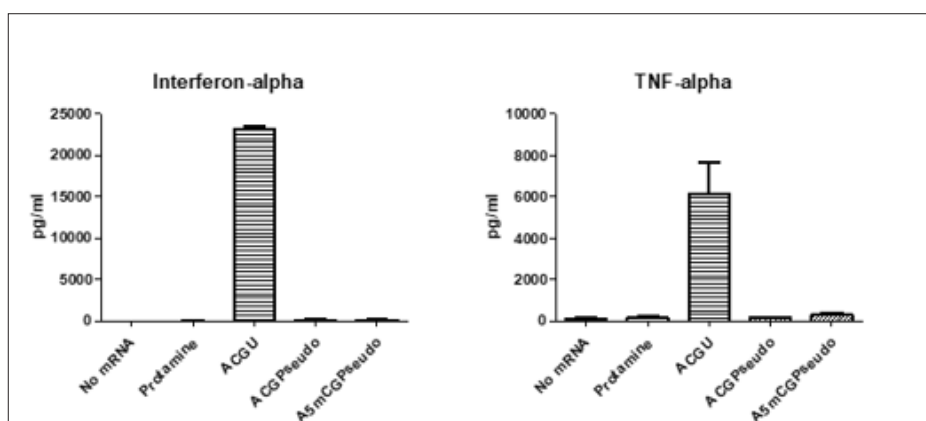 Interferon-alpha
25000
20000
15000
10000
5000
0
pg/ml
No mRNA
Protamine
ACGU
ACGPseudo
A5mCGPseudo
TNF-alpha
10000
8000
6000
4000
2000
0
pg/ml
No mRNA
Protamine
ACGU
ACGPseudo
A5mCGPseudo